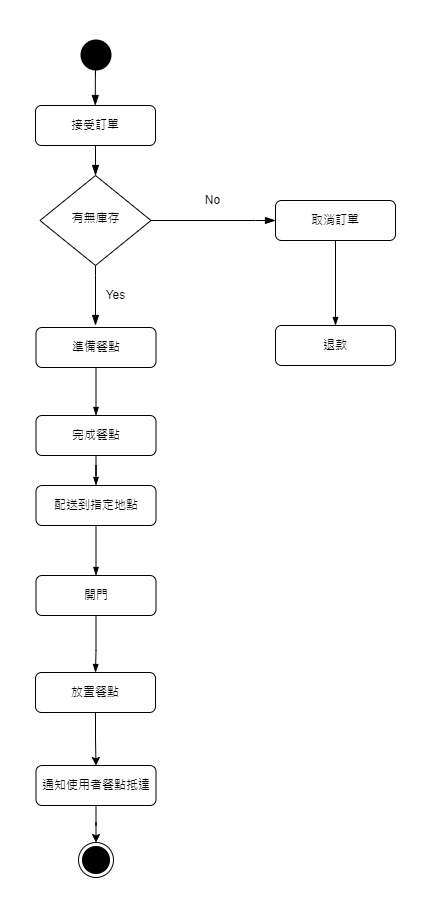 接受訂單
有無庫存
No
取消訂單
Yes
準備餐點
退款
完成餐點
配送到指定地點
開門
放置餐點
通知使用者餐點抵達